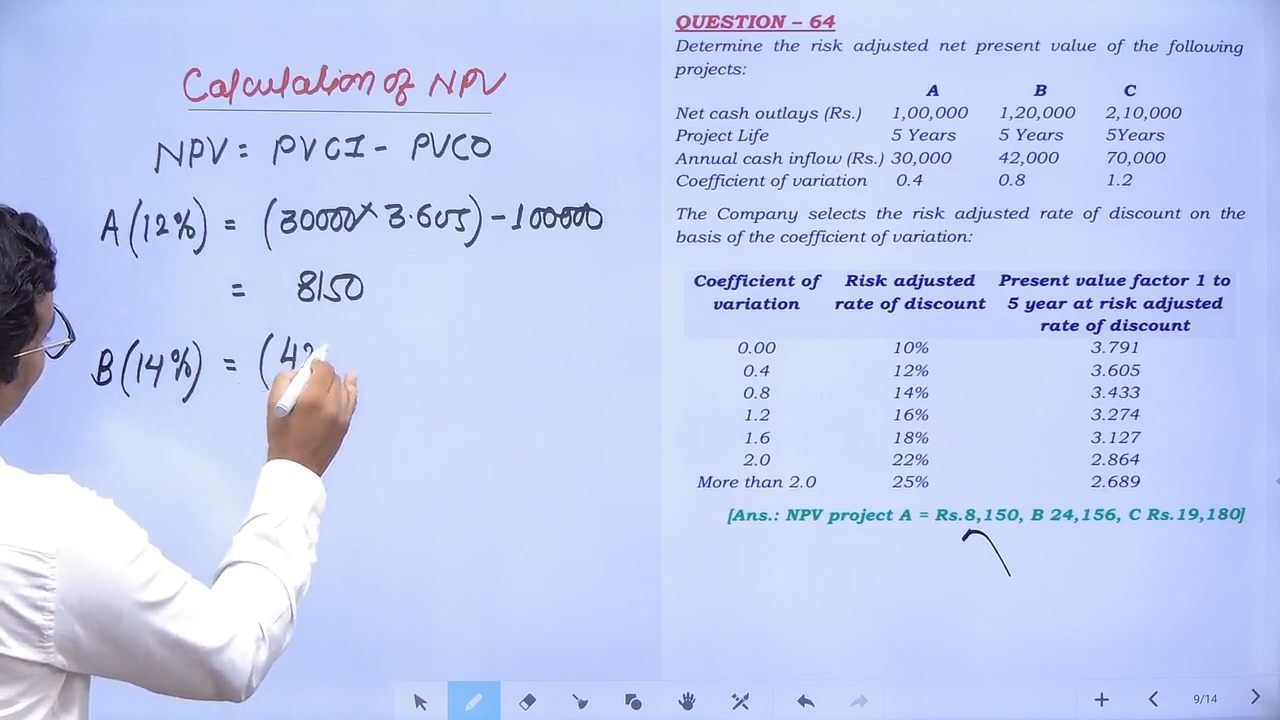 Calculation of NPV
NPV = PVCI - PVCO
A (12%) = (30000 × 3.605) - 100000
= 8150
B (14%) = (42
QUESTION – 64
Determine the risk adjusted net present value of the following
projects:
A B C
Net cash outlays (Rs.) 1,00,000 1,20,000 2,10,000
Project Life 5 Years 5 Years 5Years
Annual cash inflow (Rs.) 30,000 42,000 70,000
Coefficient of variation 0.4 0.8 1.2
The Company selects the risk adjusted rate of discount on the
basis of the coefficient of variation:
Coefficient of Risk adjusted Present value factor 1 to
variation rate of discount 5 year at risk adjusted
rate of discount
0.00 10% 3.791
0.4 12% 3.605
0.8 14% 3.433
1.2 16% 3.274
1.6 18% 3.127
2.0 22% 2.864
More than 2.0 25% 2.689
[Ans.: NPV project A = Rs.8,150, B 24,156, C Rs.19,180]
9/14